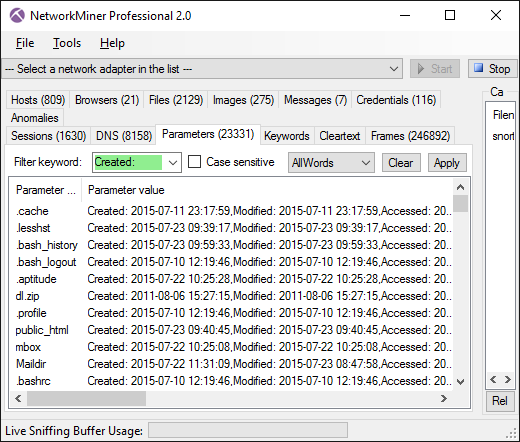 NetworkMiner Professional 2.0
File Tools Help
--- Select a network adapter in the list --- Start Stop
Hosts (809) Browsers (21) Files (2129) Images (275) Messages (7) Credentials (116) Ca
Anomalies
Sessions (1630) DNS (8158) Parameters (23331) Keywords Cleartext Frames (246892) Filen
snort
Filter keyword: Created: Case sensitive AllWords Clear Apply
Parameter ... Parameter value
.cache Created: 2015-07-11 23:17:59,Modified: 2015-07-11 23:17:59,Accessed: 20...
.lesshst Created: 2015-07-23 09:39:17,Modified: 2015-07-23 09:39:17,Accessed: 20...
.bash_history Created: 2015-07-23 09:59:33,Modified: 2015-07-23 09:59:33,Accessed: 20...
.bash_logout Created: 2015-07-10 12:19:46,Modified: 2015-07-10 12:19:46,Accessed: 20...
.aptitude Created: 2015-07-22 10:25:28,Modified: 2015-07-22 10:25:28,Accessed: 20...
dl.zip Created: 2011-08-06 15:27:15,Modified: 2011-08-06 15:27:15,Accessed: 20...
.profile Created: 2015-07-10 12:19:46,Modified: 2015-07-10 12:19:46,Accessed: 20...
public_html Created: 2015-07-23 09:40:45,Modified: 2015-07-23 09:40:45,Accessed: 20...
mbox Created: 2015-07-22 10:25:08,Modified: 2015-07-22 10:25:08,Accessed: 20...
Maildir Created: 2015-07-22 11:31:09,Modified: 2015-07-23 08:47:58,Accessed: 20...
.bashrc Created: 2015-07-10 12:19:46,Modified: 2015-07-10 12:19:46,Accessed: 20...
Rel
Live Sniffing Buffer Usage: